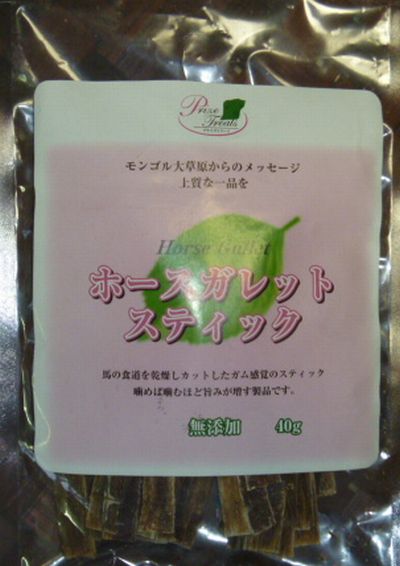 Prize
Treats
モンゴル大草原からのメッセージ
上質な一品を
Horse Gullet
ホースガレット
スティック
馬の食道を乾燥しカットしたガム感覚のスティック
噛めば噛むほど旨みが増す製品です。
無添加 40g